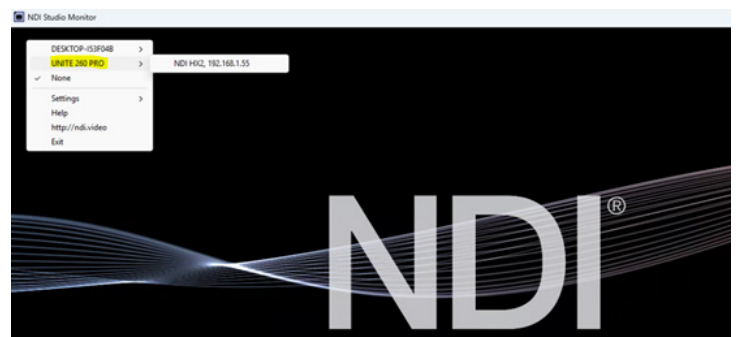 NDI Studio Monitor
DESKTOP-I53F04B >
UNITE 260 PRO > NDI HX2, 192.168.1.55
✓ None
Settings >
Help
http://ndi.video
Exit
NDI®